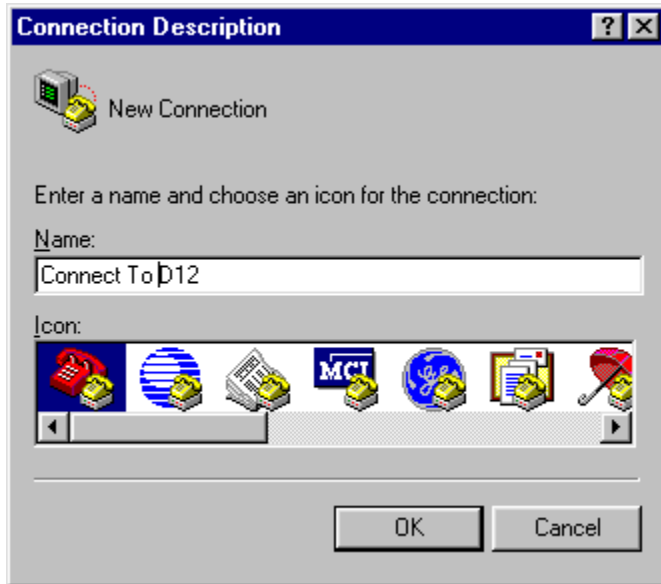 Connection Description
New Connection
Enter a name and choose an icon for the connection:
Name:
Connect To D12
Icon:
MCI
OK Cancel